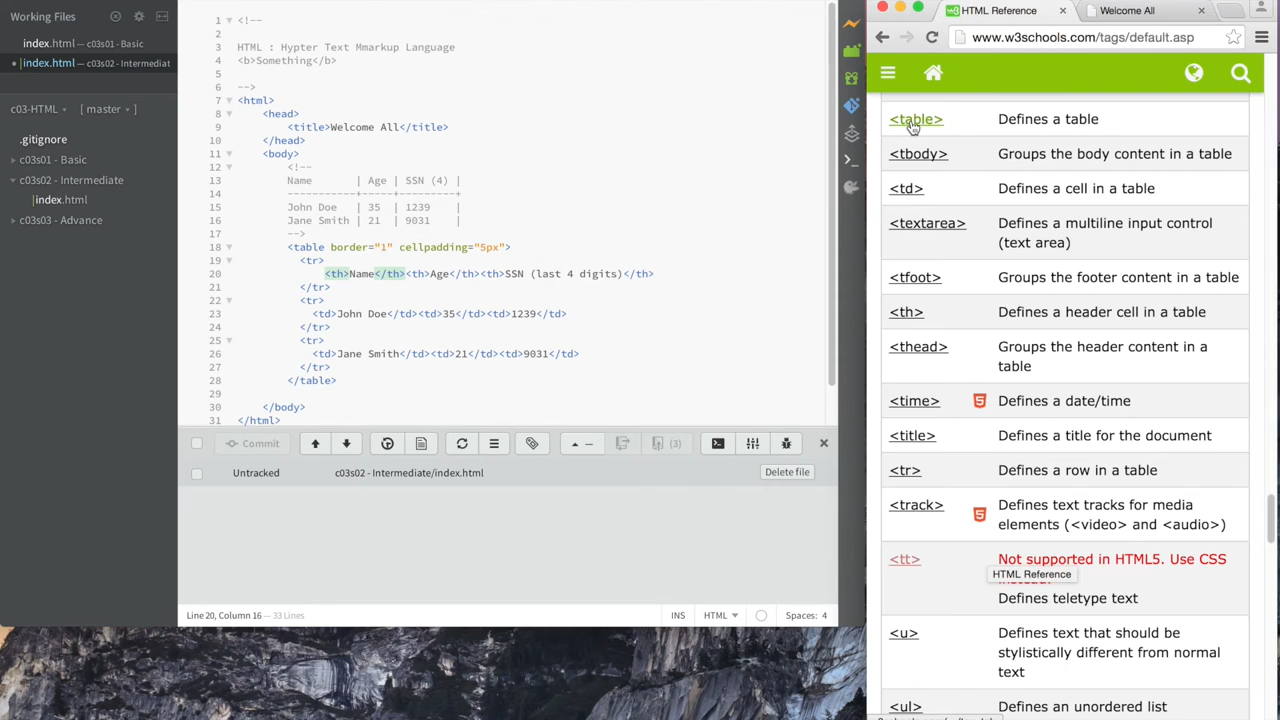 Working Files
index.html - c03s01 - Basic
index.html - c03s02 - Intermediat
c03-HTML [ master ]
.gitignore
c03s01 - Basic
c03s02 - Intermediate
index.html
c03s03 - Advance
1 <!--
2
3 HTML : Hypter Text Mmarkup Language
4 <b>Something</b>
5
6 -->
7 <html>
8 <head>
9 <title>Welcome All</title>
10 </head>
11 <body>
12 <!--
13 Name | Age | SSN (4) |
14 -----------+-----+---------+
15 John Doe | 35 | 1239 |
16 Jane Smith | 21 | 9031 |
17 -->
18 <table border="1" cellpadding="5px">
19 <tr>
20 <th>Name</th><th>Age</th><th>SSN (last 4 digits)</th>
21 </tr>
22 <tr>
23 <td>John Doe</td><td>35</td><td>1239</td>
24 </tr>
25 <tr>
26 <td>Jane Smith</td><td>21</td><td>9031</td>
27 </tr>
28 </table>
29
30 </body>
31 </html>
Commit
(3)
Untracked c03s02 - Intermediate/index.html Delete file
Line 20, Column 16 — 33 Lines INS HTML Spaces: 4
HTML Reference
Welcome All
www.w3schools.com/tags/default.asp
<table> Defines a table
<tbody> Groups the body content in a table
<td> Defines a cell in a table
<textarea> Defines a multiline input control
(text area)
<tfoot> Groups the footer content in a table
<th> Defines a header cell in a table
<thead> Groups the header content in a
table
<time> 5 Defines a date/time
<title> Defines a title for the document
<tr> Defines a row in a table
<track> 5 Defines text tracks for media
elements (<video> and <audio>)
<tt> Not supported in HTML5. Use CSS
HTML Reference
Defines teletype text
<u> Defines text that should be
stylistically different from normal
text
<ul> Defines an unordered list